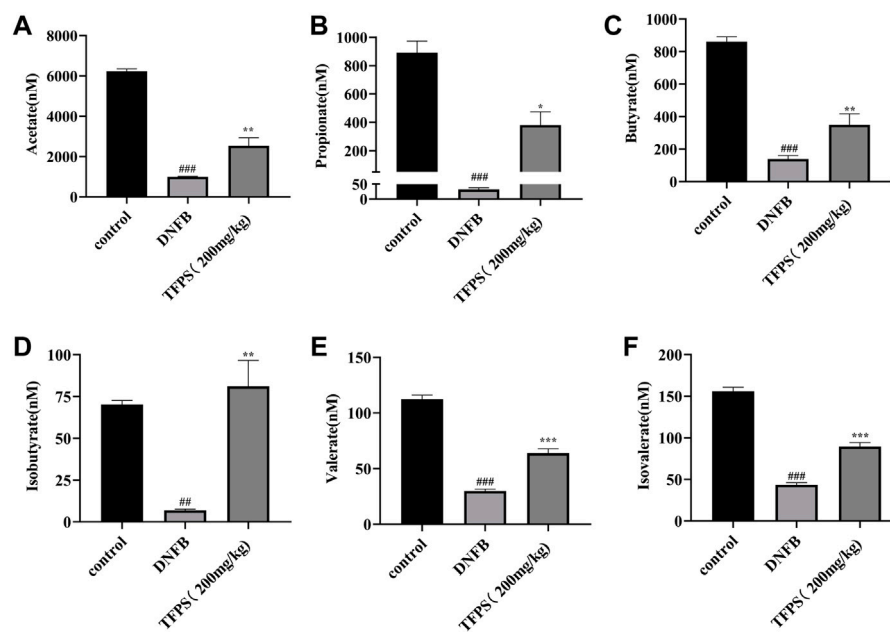 A
Acetate(nM)
8000
6000
4000
2000
0
###
**
control
DNFB
TFPS( 200mg/kg)
B
Propionate(nM)
1000
800
600
400
200
50
0
###
*
control
DNFB
TFPS( 200mg/kg)
C
Butyrate(nM)
1000
800
600
400
200
0
###
**
control
DNFB
TFPS( 200mg/kg)
D
Isobutyrate(nM)
100
75
50
25
0
##
**
control
DNFB
TFPS( 200mg/kg)
E
Valerate(nM)
150
100
50
0
###
***
control
DNFB
TFPS( 200mg/kg)
F
Isovalerate(nM)
200
150
100
50
0
###
***
control
DNFB
TFPS( 200mg/kg)